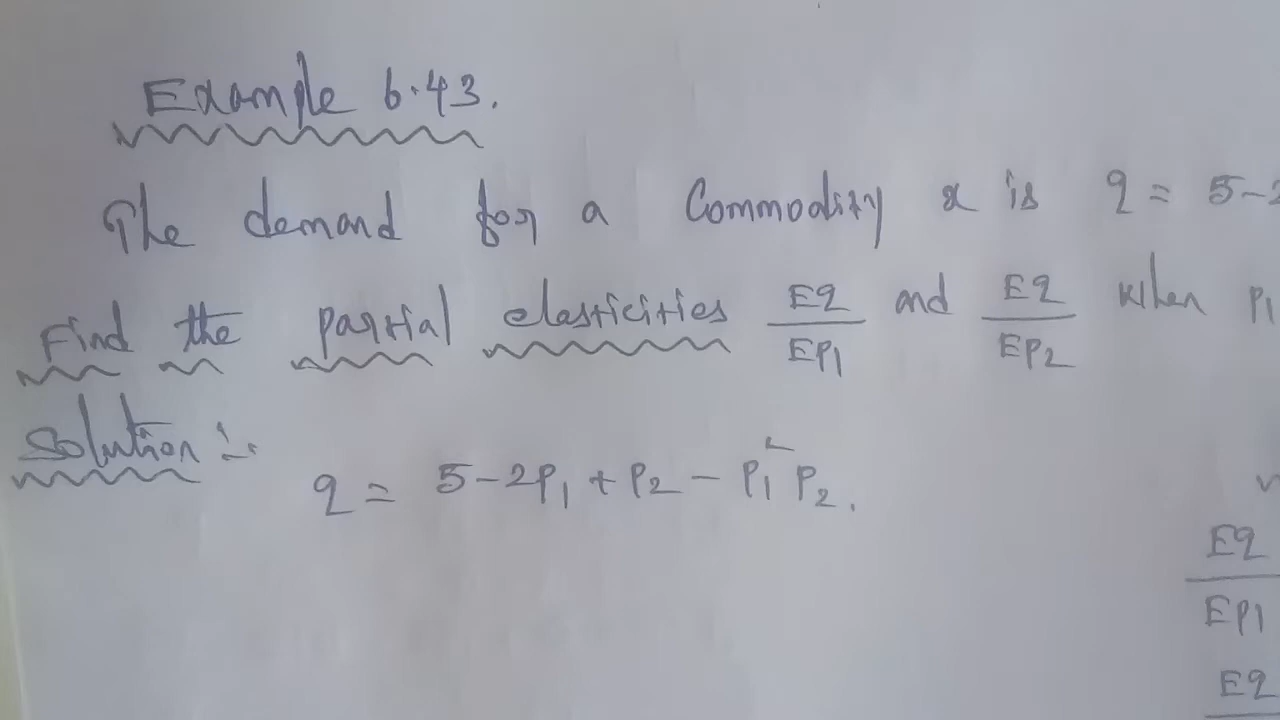 Example 6.43.
The demand for a Commodity x is q = 5-2
Find the partial elasticities Eq/EP1 and Eq/EP2 when P1
Solution :-
q = 5-2P1 + P2 - P1² P2.
Eq
EP1
Eq